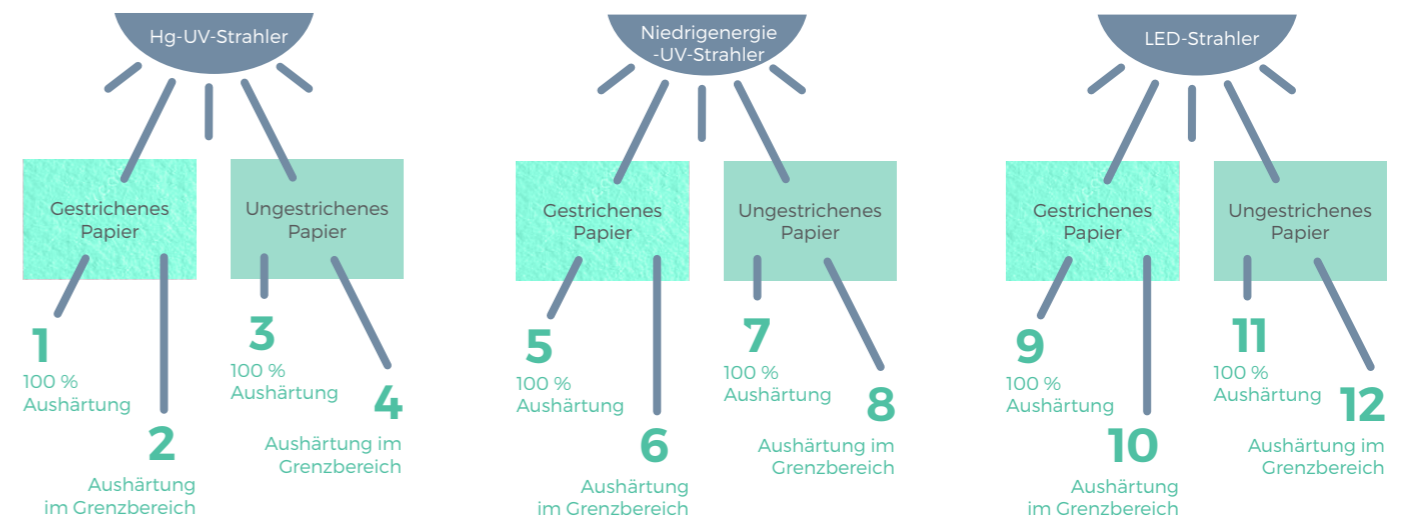 Hg-UV-Strahler
Gestrichenes
Papier
Ungestrichenes
Papier
1
100 %
Aushärtung
2
Aushärtung
im Grenzbereich
3
100 %
Aushärtung
4
Aushärtung im
Grenzbereich
Niedrigenergie
-UV-Strahler
Gestrichenes
Papier
Ungestrichenes
Papier
5
100 %
Aushärtung
6
Aushärtung
im Grenzbereich
7
100 %
Aushärtung
8
Aushärtung im
Grenzbereich
LED-Strahler
Gestrichenes
Papier
Ungestrichenes
Papier
9
100 %
Aushärtung
10
Aushärtung
im Grenzbereich
11
100 %
Aushärtung
12
Aushärtung im
Grenzbereich